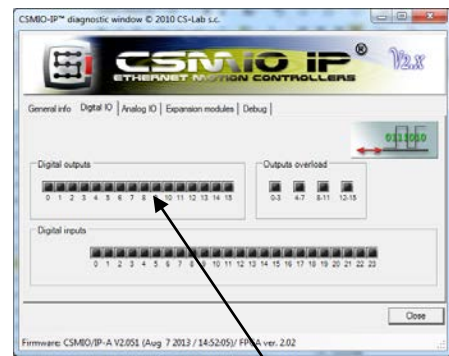 CSMIO-IP™ diagnostic window © 2010 CS-Lab s.c.
CSMIO IP® V2.x
ETHERNET MOTION CONTROLLERS
General info Digital IO Analog IO Expansion modules Debug
0111010
Digital outputs
0 1 2 3 4 5 6 7 8 9 10 11 12 13 14 15
Outputs overload
0-3 4-7 8-11 12-15
Digital inputs
0 1 2 3 4 5 6 7 8 9 10 11 12 13 14 15 16 17 18 19 20 21 22 23
Close
Firmware: CSMIO/IP-A V2.051 (Aug 7 2013 / 14:52:05)/ FPGA ver. 2.02